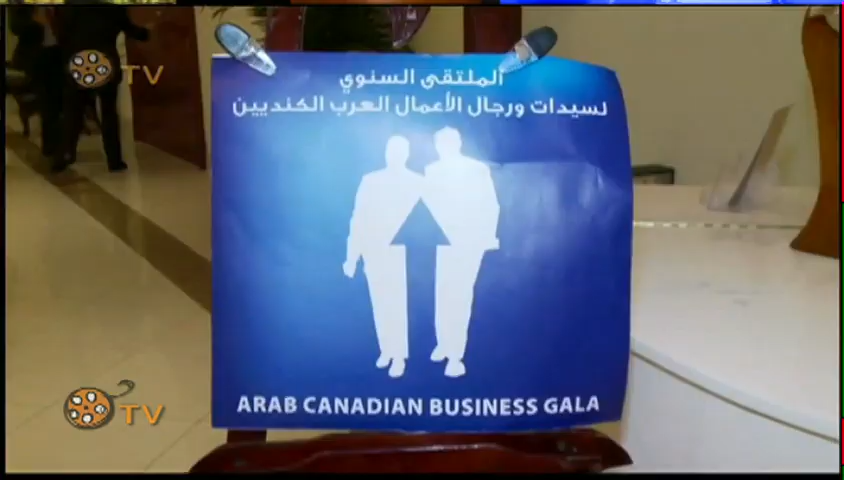 TV
الملتقى السنوي
لسيدات ورجال الأعمال العرب الكنديين
ARAB CANADIAN BUSINESS GALA
TV